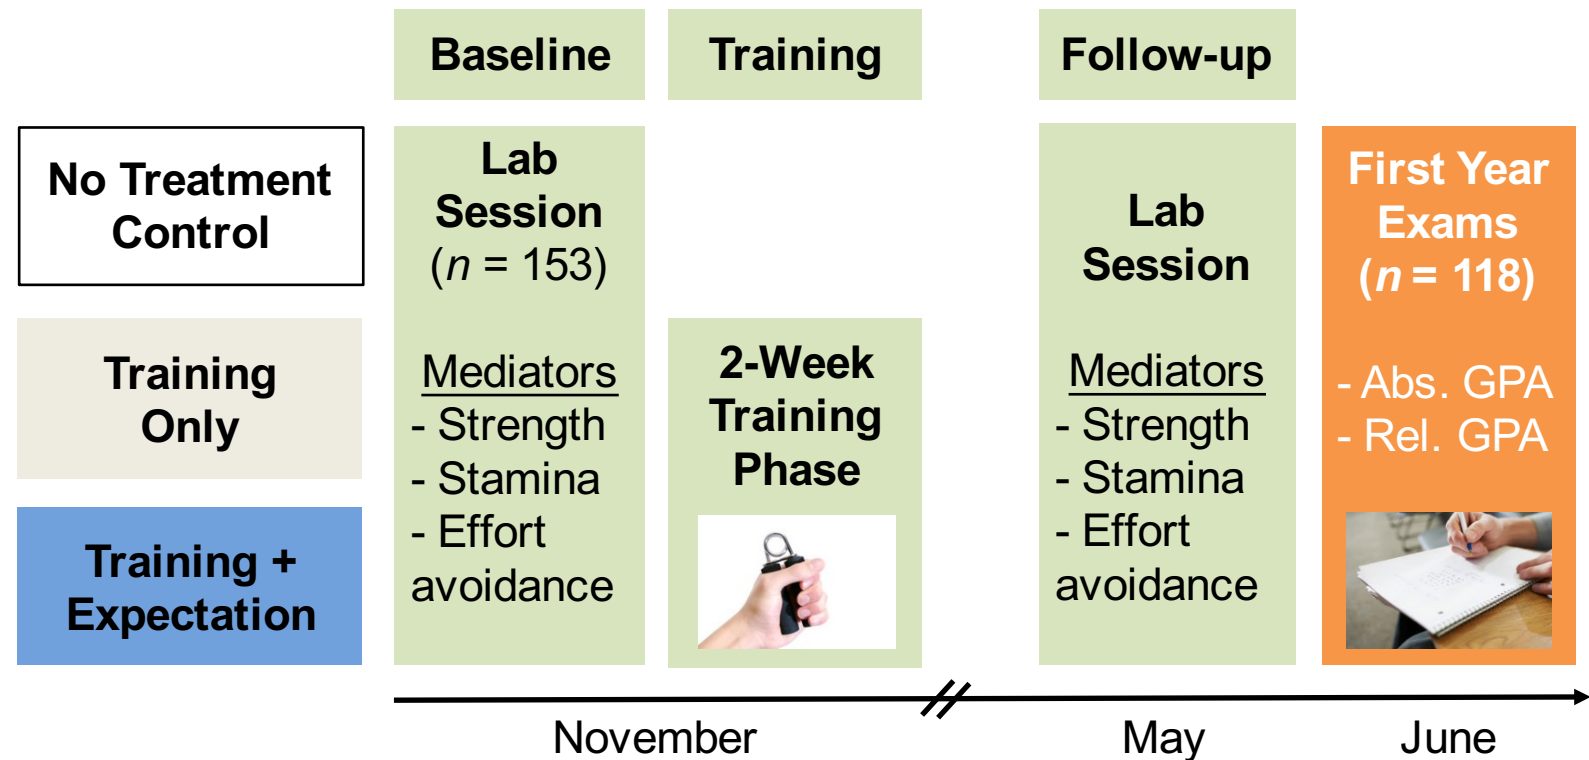 Baseline
Training
Follow-up
No Treatment
Control
Training
Only
Training +
Expectation
Lab
Session
(n = 153)
Mediators
- Strength
- Stamina
- Effort
avoidance
2-Week
Training
Phase
Lab
Session
Mediators
- Strength
- Stamina
- Effort
avoidance
First Year
Exams
(n = 118)
- Abs. GPA
- Rel. GPA
November
May
June